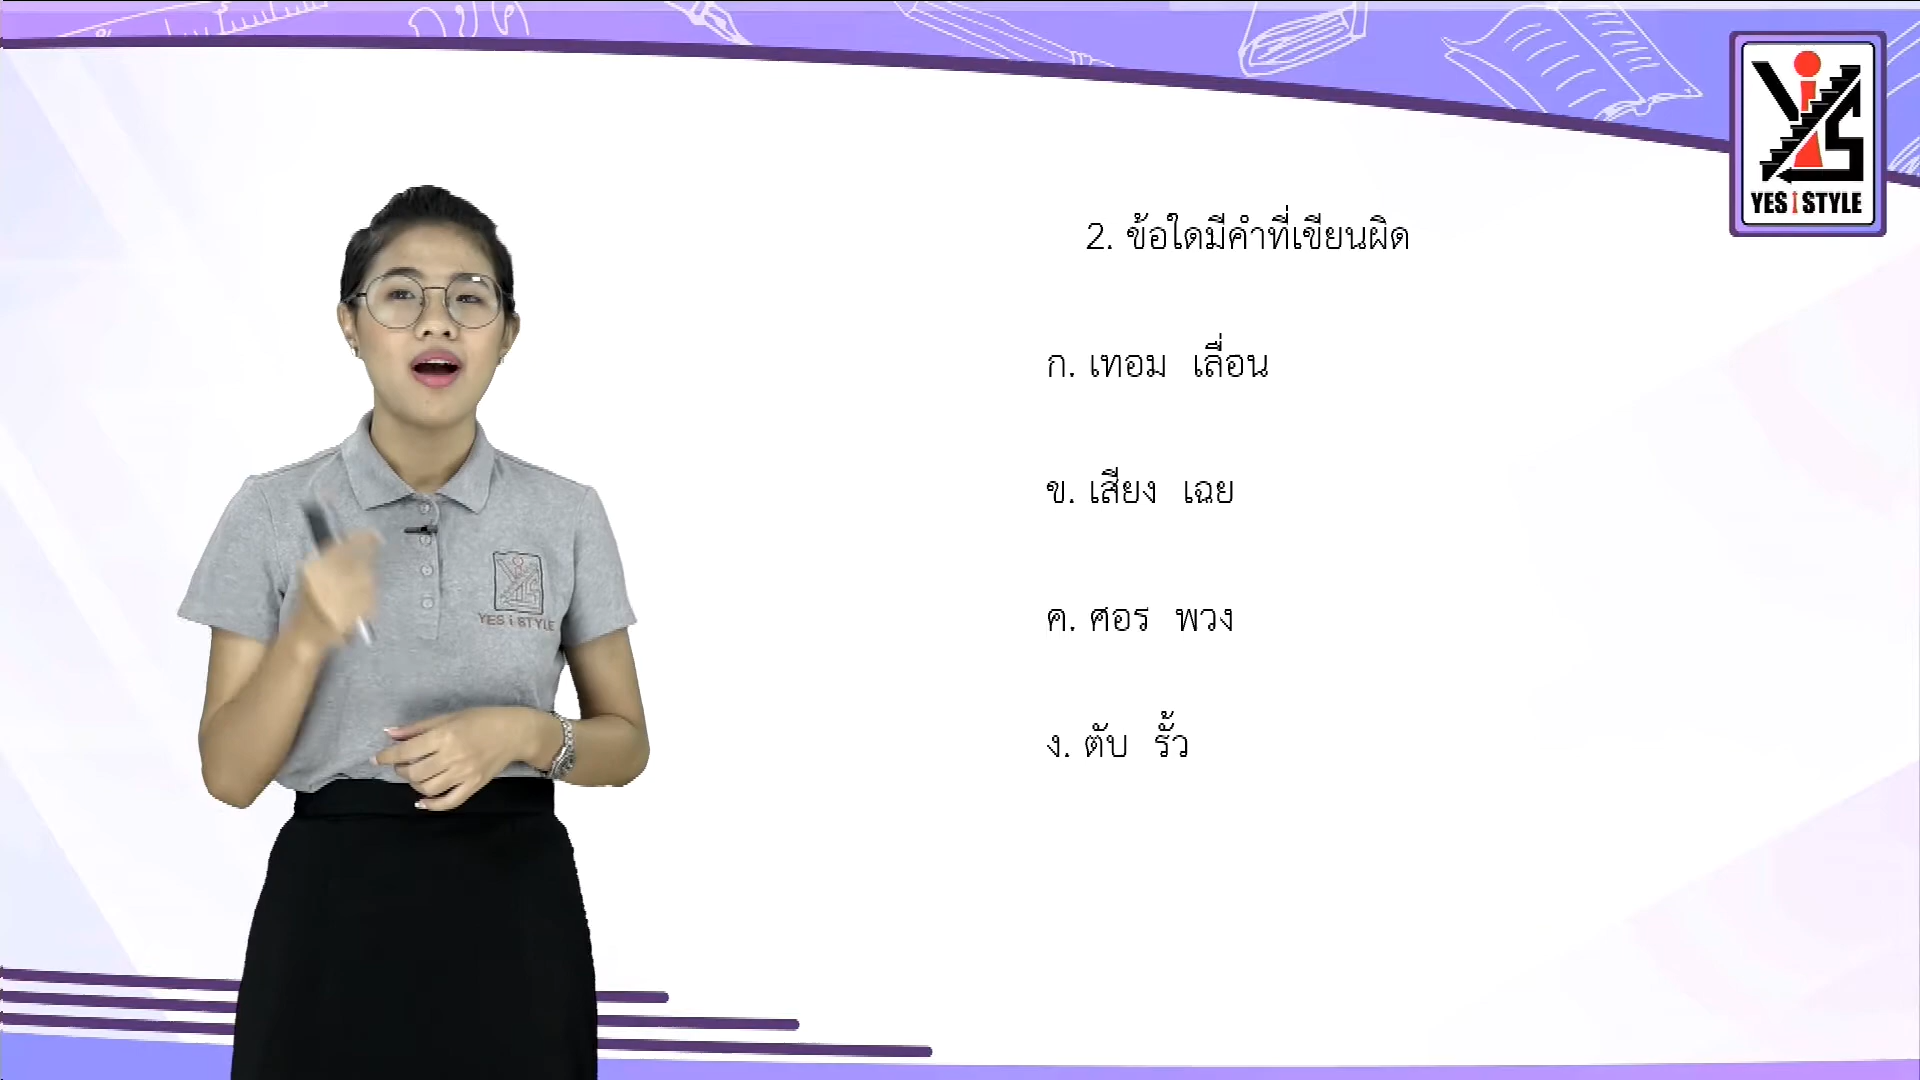 YES i STYLE
2. ข้อใดมีคำที่เขียนผิด
ก. เทอม เลื่อน
ข. เสียง เฉย
ค. ศอร พวง
ง. ตับ รั้ว
YES i STYLE